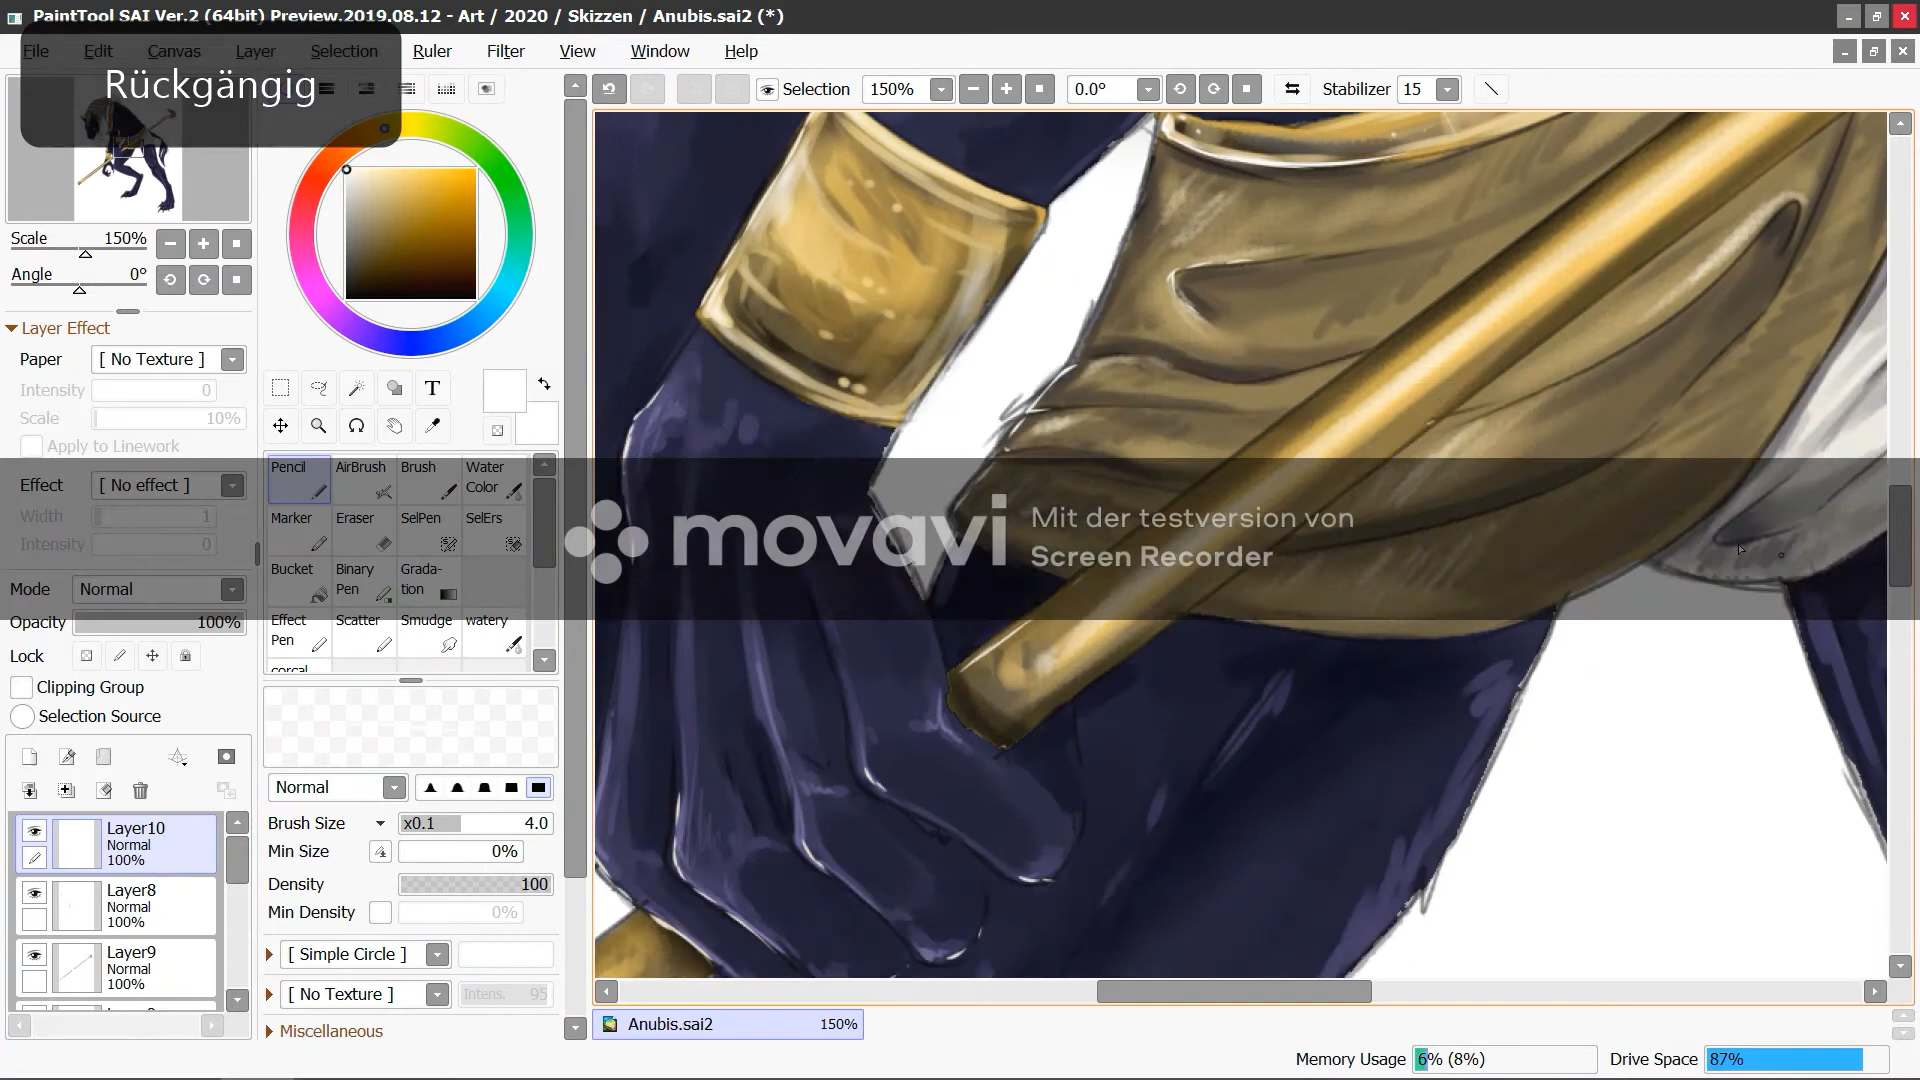 PaintTool SAI Ver.2 (64bit) Preview.2019.08.12 - Art / 2020 / Skizzen / Anubis.sai2 (*)
File Edit Canvas Layer Selection Ruler Filter View Window Help
Rückgängig
Selection 150% 0.0° Stabilizer 15
Scale 150%
Angle 0°
Layer Effect
Paper [ No Texture ]
Intensity 0
Scale 10%
Apply to Linework
Effect [ No effect ]
Width 1
Intensity 0
Mode Normal
Opacity 100%
Lock
Clipping Group
Selection Source
Layer10
Normal
100%
Layer8
Normal
100%
Layer9
Normal
100%
T
Pencil AirBrush Brush Water Color
Marker Eraser SelPen SelErs
Bucket Binary Pen Grada-tion
Effect Pen Scatter Smudge watery
Normal
Brush Size x0.1 4.0
Min Size 0%
Density 100
Min Density 0%
[ Simple Circle ]
[ No Texture ] Intens. 95
Miscellaneous
movavi
Mit der testversion von
Screen Recorder
Anubis.sai2 150%
Memory Usage 6% (8%) Drive Space 87%